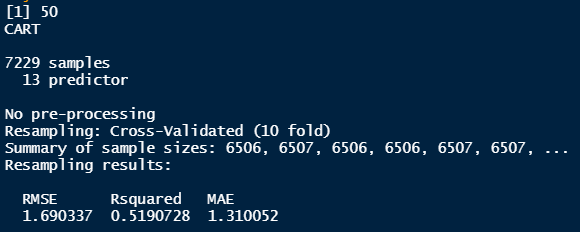 [1] 50
CART
7229 samples
13 predictor
No pre-processing
Resampling: Cross-Validated (10 fold)
Summary of sample sizes: 6506, 6507, 6506, 6506, 6507, 6507, ...
Resampling results:
RMSE Rsquared MAE
1.690337 0.5190728 1.310052